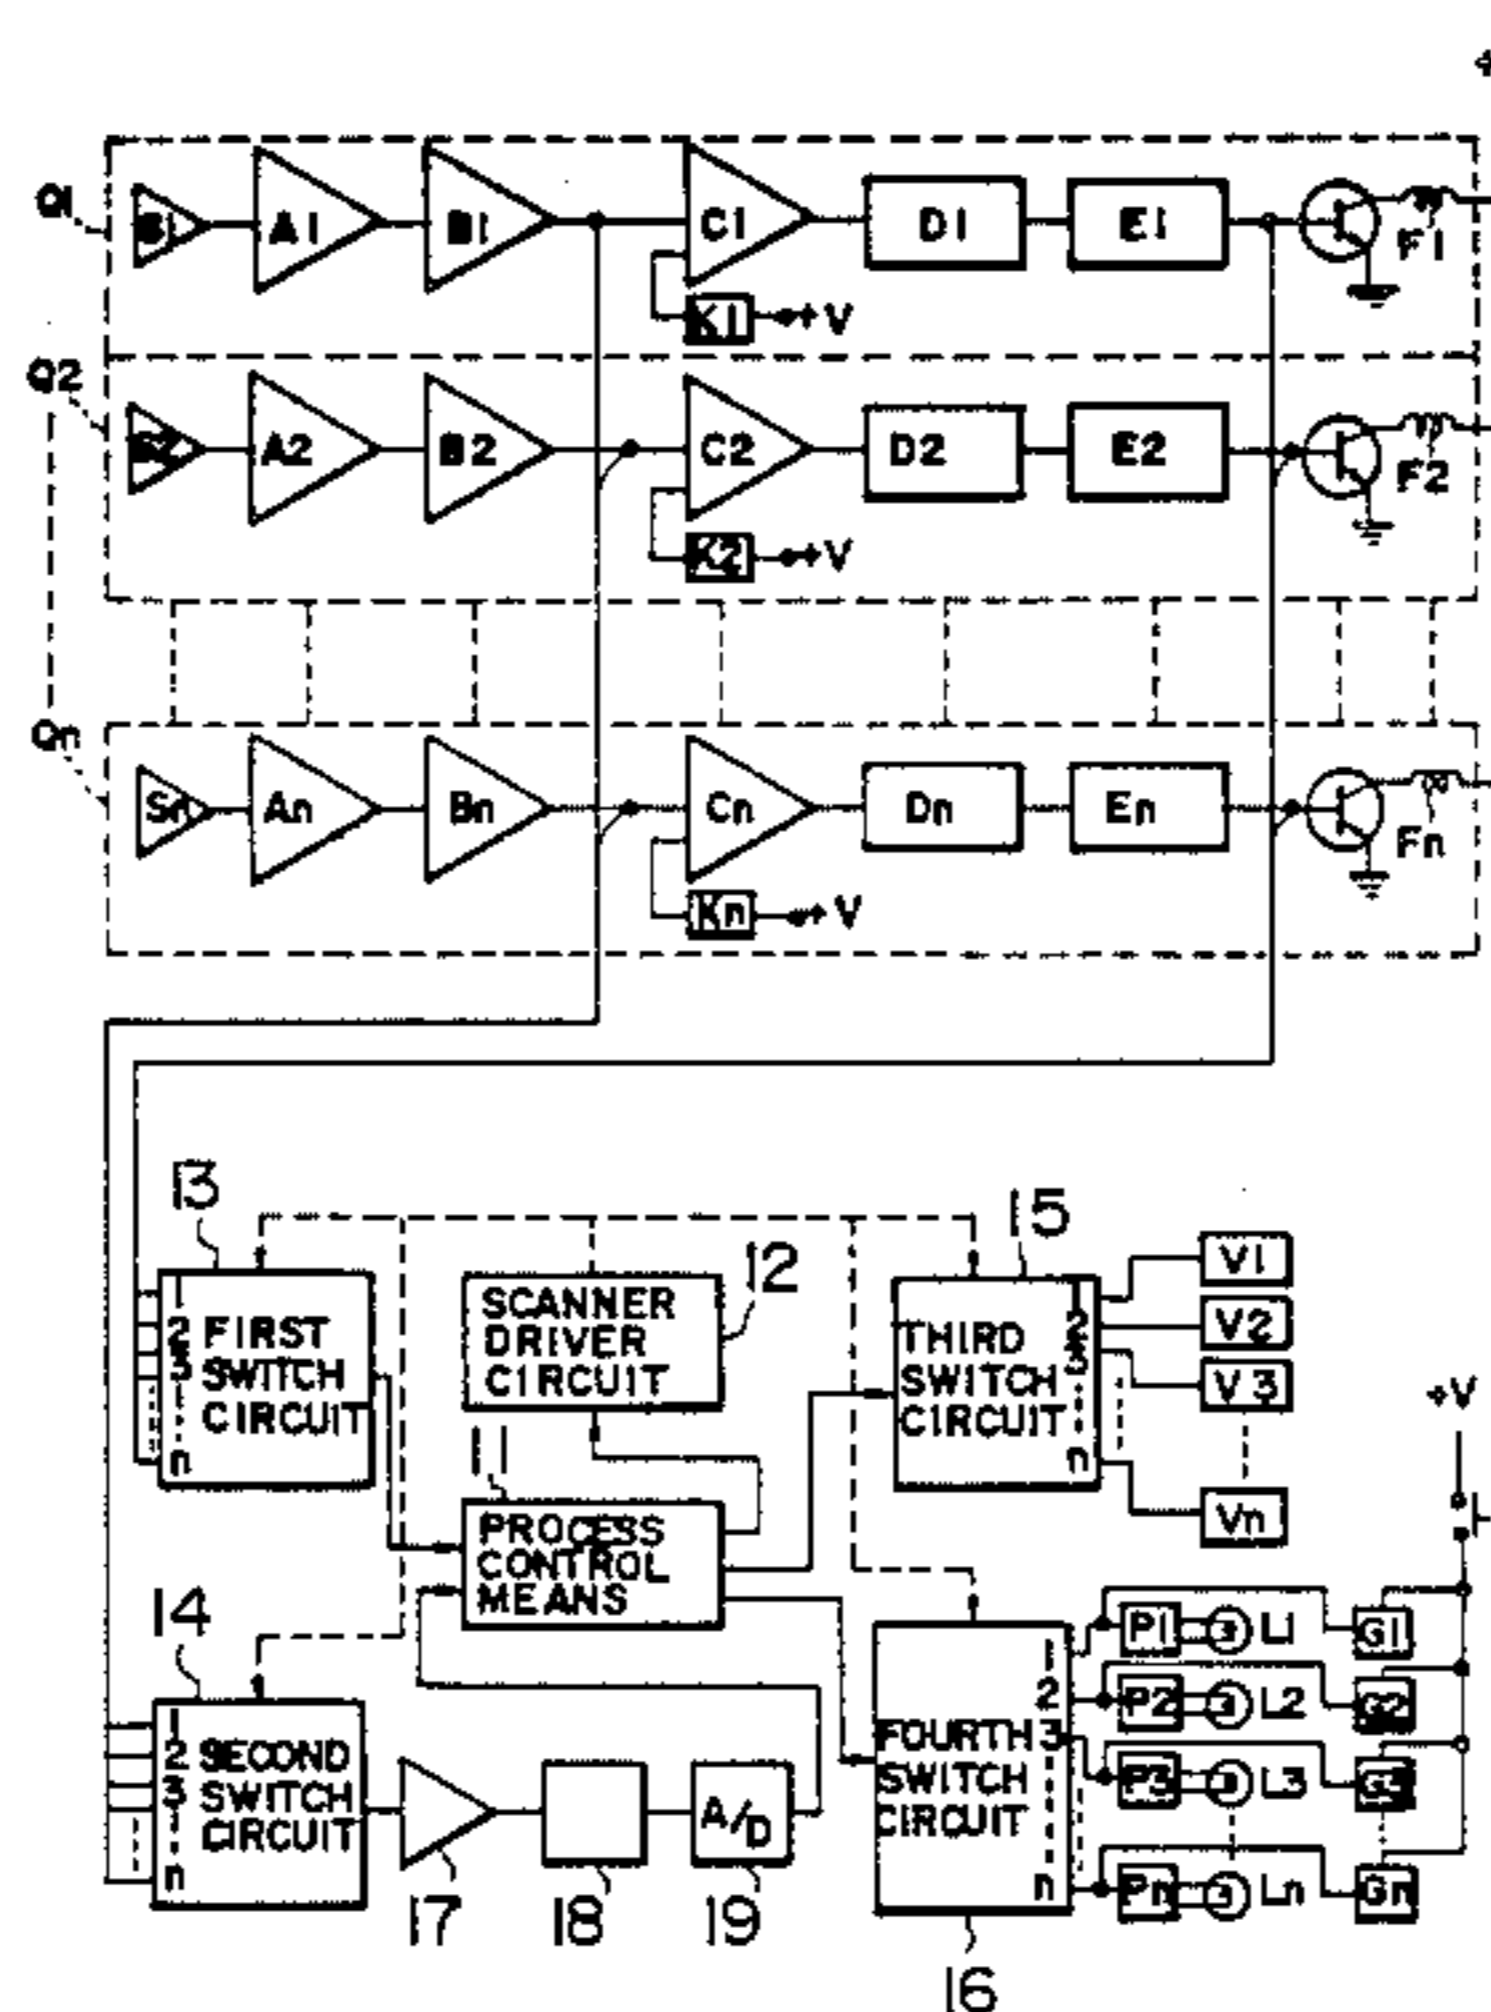 +
Q1
S1 A1 B1 C1 D1 E1 F1
K1 +V
Q2
S2 A2 B2 C2 D2 E2 F2
K2 +V
Qn
Sn An Bn Cn Dn En Fn
Kn +V
13
1
2
3
n
FIRST
SWITCH
CIRCUIT
12
SCANNER
DRIVER
CIRCUIT
15
THIRD
SWITCH
CIRCUIT
1
2
3
n
V1
V2
V3
Vn
+V
11
PROCESS
CONTROL
MEANS
14
1
2
3
n
SECOND
SWITCH
CIRCUIT
17
18
A/D
19
FOURTH
SWITCH
CIRCUIT
1
2
3
n
16
P1 L1 G1
P2 L2 G2
P3 L3 G3
Pn Ln Gn